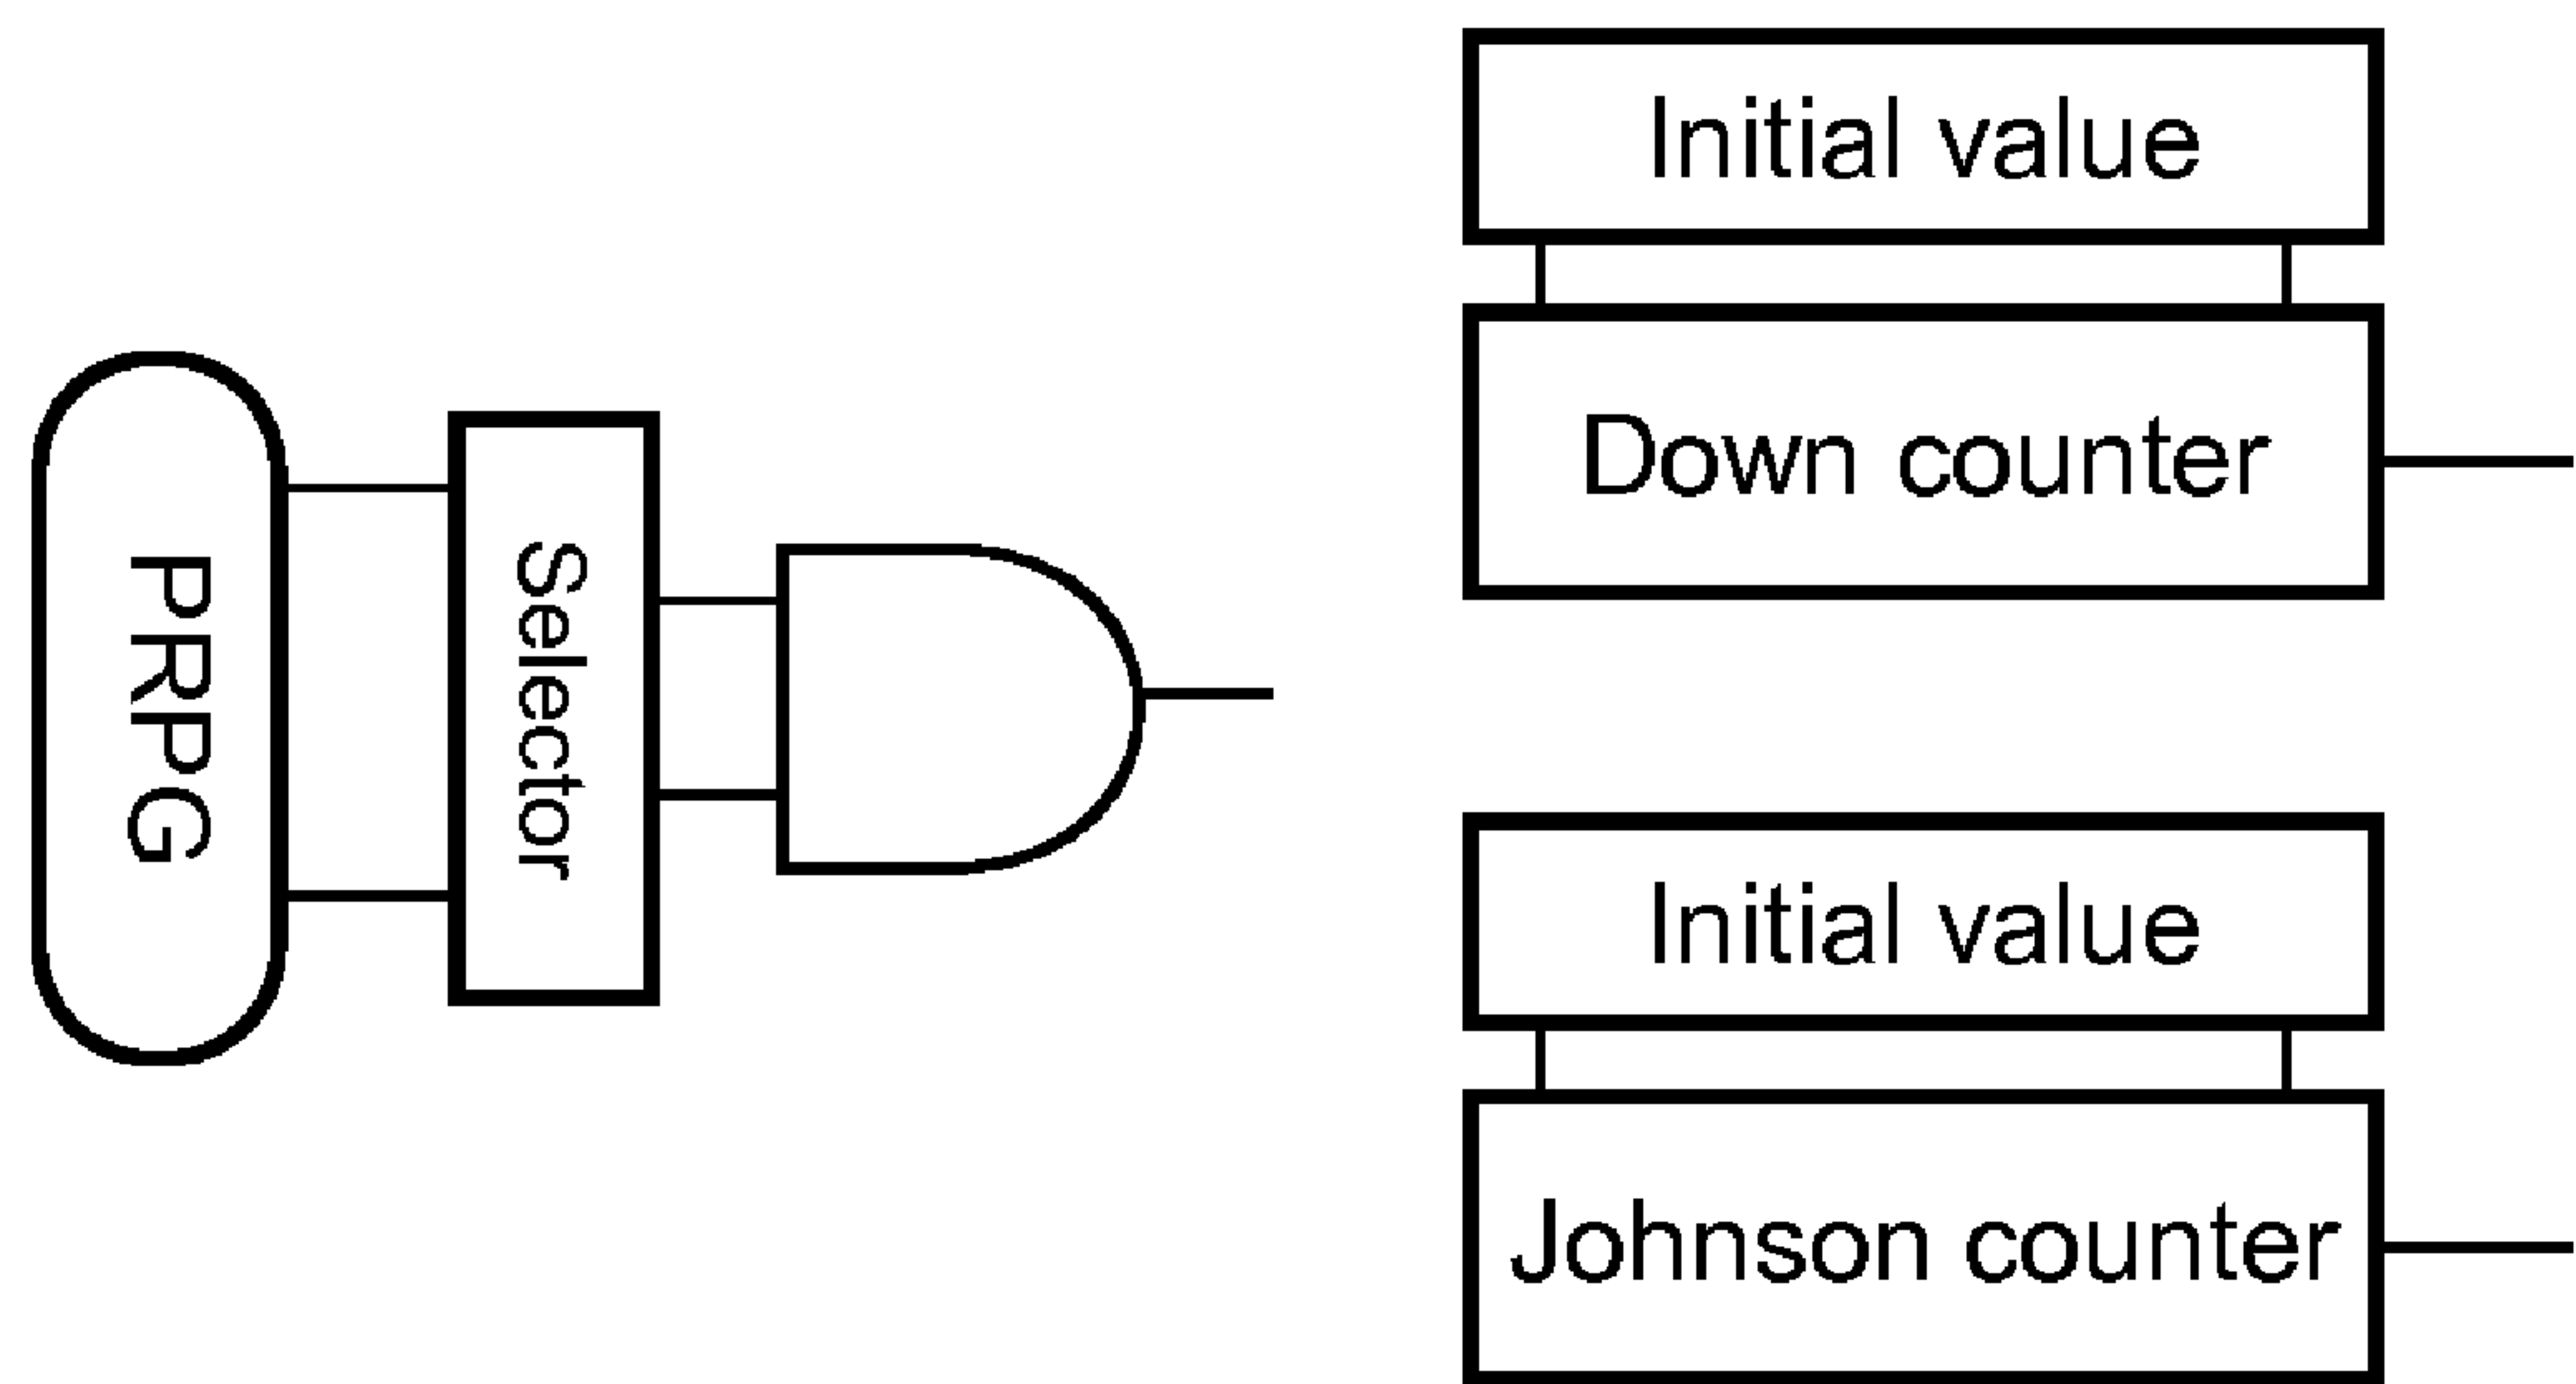 PRPG
Selector
Initial value
Down counter
Initial value
Johnson counter